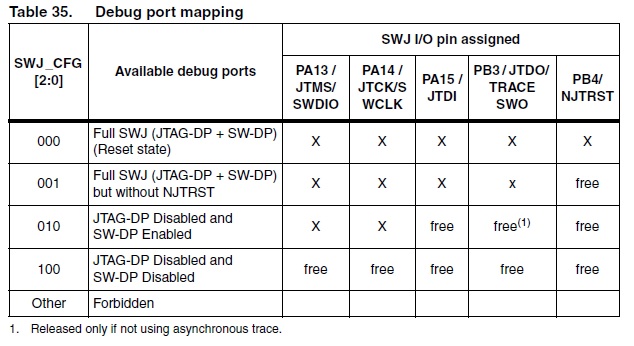 Table 35. Debug port mapping
SWJ_CFG
[2:0]
Available debug ports
SWJ I/O pin assigned
PA13 /
JTMS/
SWDIO
PA14 /
JTCK/S
WCLK
PA15 /
JTDI
PB3 / JTDO/
TRACE
SWO
PB4/
NJTRST
000
Full SWJ (JTAG-DP + SW-DP)
(Reset state)
X X X X X
001
Full SWJ (JTAG-DP + SW-DP)
but without NJTRST
X X X x free
010
JTAG-DP Disabled and
SW-DP Enabled
X X free free(1) free
100
JTAG-DP Disabled and
SW-DP Disabled
free free free free free
Other Forbidden
1. Released only if not using asynchronous trace.